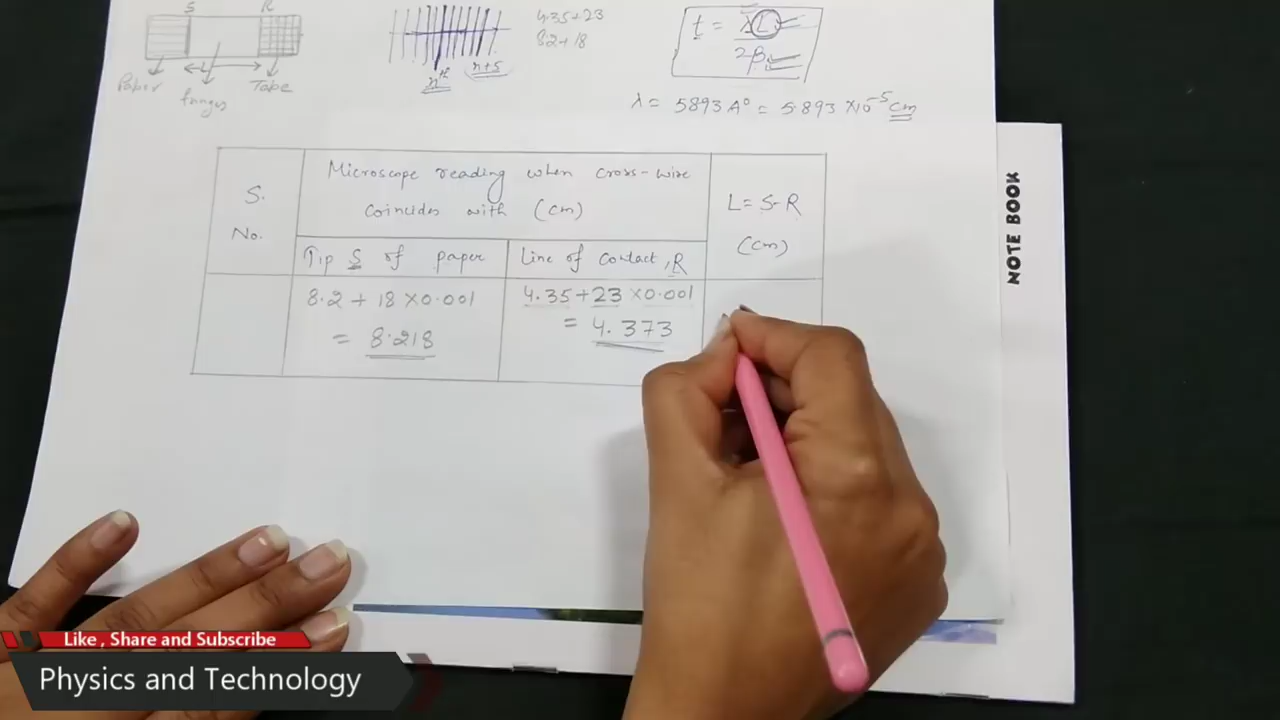 S R
Paper fringes Tape
L
nth n+5
4.35+23
8.2+18
t = λL
2β
λ = 5893 A° = 5.893 ×10⁻⁵ cm
S. No.
Microscope reading when cross-wire
coincides with (cm)
L = S-R
(cm)
Tip S of paper
Line of Contact, R
8.2 + 18 ×0.001
= 8.218
4.35+23 ×0.001
= 4.373
NOTE BOOK
Like , Share and Subscribe
Physics and Technology